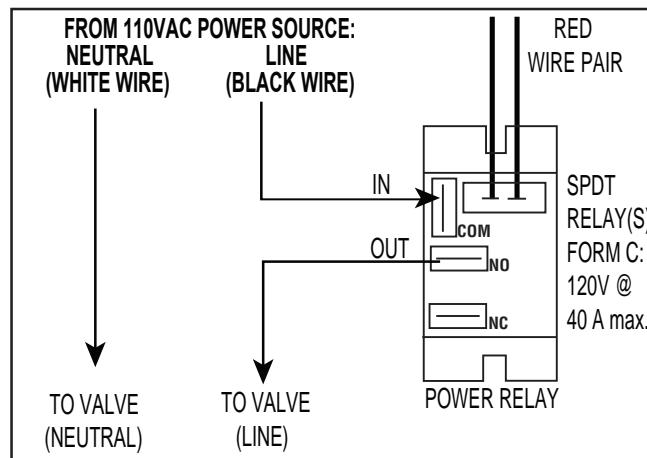 FROM 110VAC POWER SOURCE:
NEUTRAL
(WHITE WIRE)
LINE
(BLACK WIRE)
RED
WIRE PAIR
IN
COM
OUT
NO
NC
SPDT
RELAY(S)
FORM C:
120V @
40 A max.
POWER RELAY
TO VALVE
(NEUTRAL)
TO VALVE
(LINE)